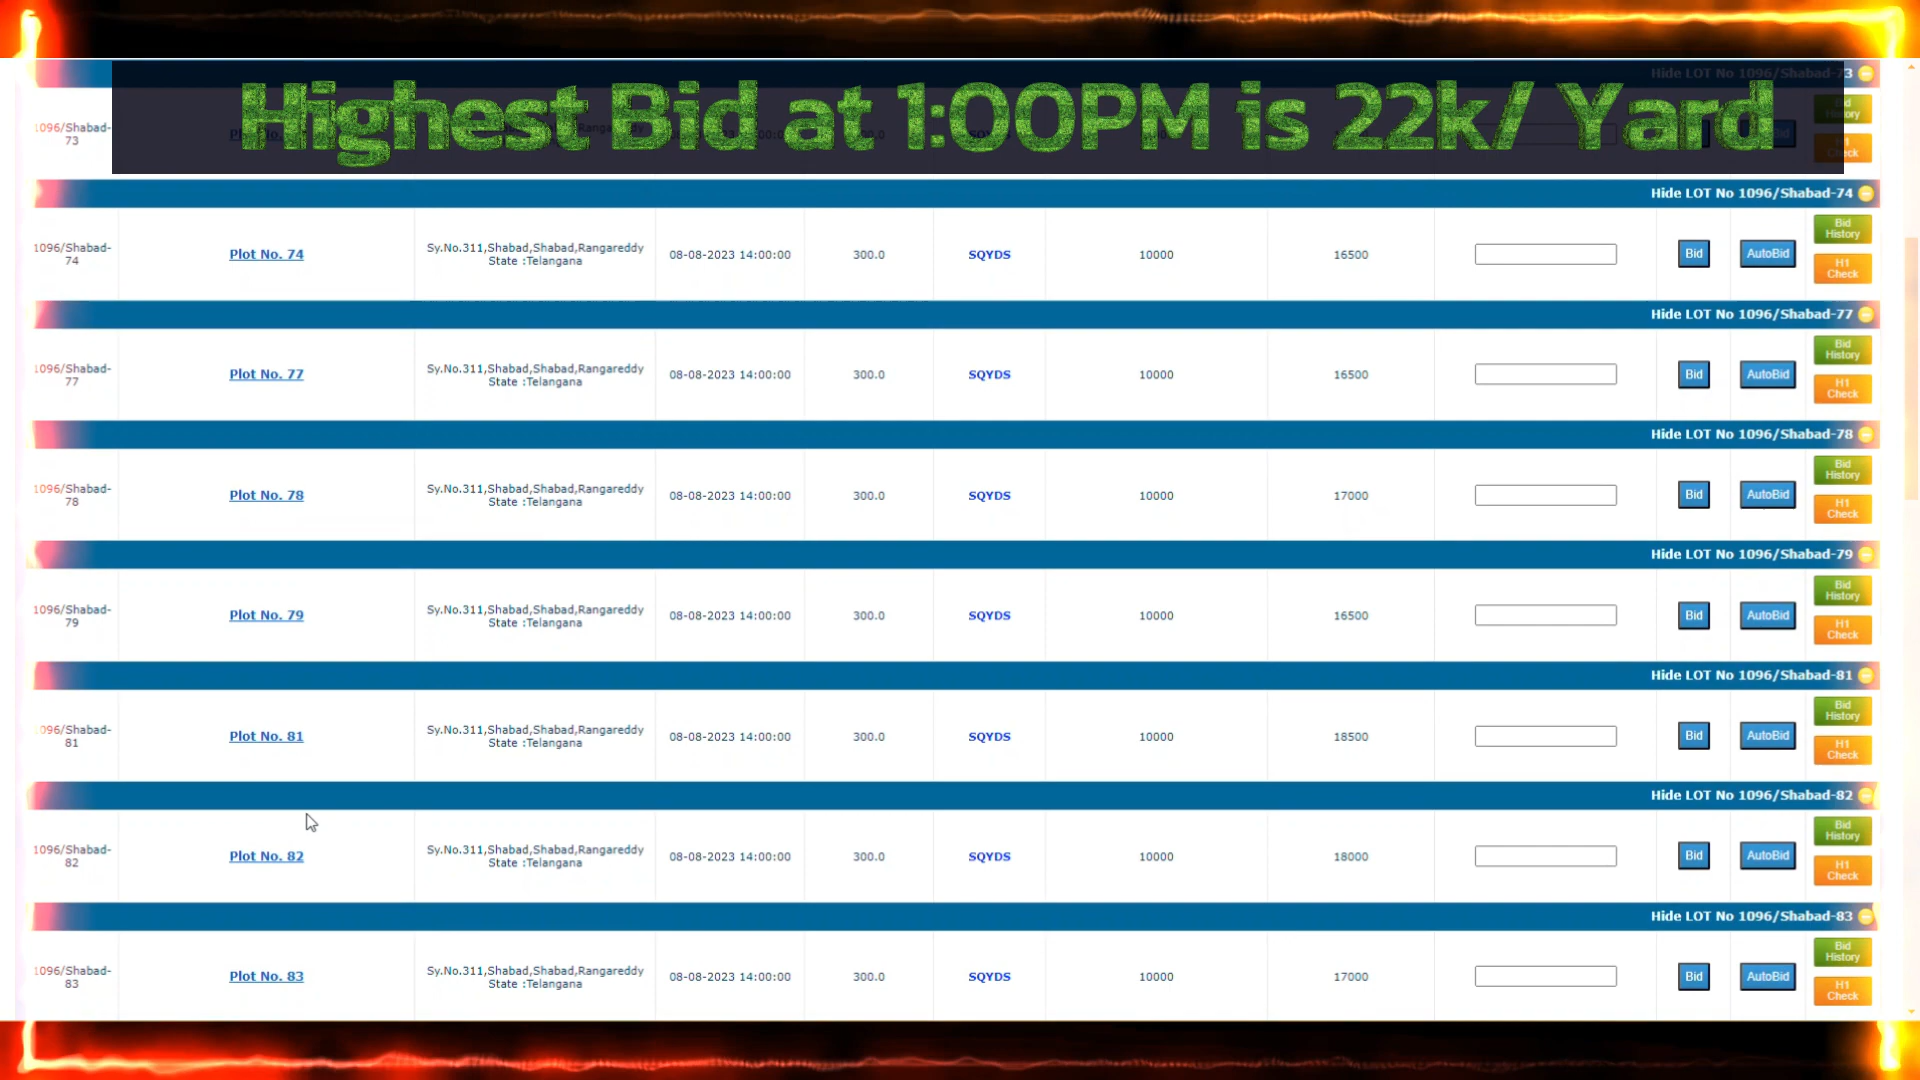 Hide LOT No 1096/Shabad-73
Highest Bid at 1:00PM is 22k/ Yard
1096/Shabad-
73
Hide LOT No 1096/Shabad-74
1096/Shabad-
74
Plot No. 74
Sy.No.311,Shabad,Shabad,Rangareddy
State :Telangana
08-08-2023 14:00:00
300.0
SQYDS
10000
16500
Bid
AutoBid
Bid
History
H1
Check
Hide LOT No 1096/Shabad-77
1096/Shabad-
77
Plot No. 77
Sy.No.311,Shabad,Shabad,Rangareddy
State :Telangana
08-08-2023 14:00:00
300.0
SQYDS
10000
16500
Bid
AutoBid
Bid
History
H1
Check
Hide LOT No 1096/Shabad-78
1096/Shabad-
78
Plot No. 78
Sy.No.311,Shabad,Shabad,Rangareddy
State :Telangana
08-08-2023 14:00:00
300.0
SQYDS
10000
17000
Bid
AutoBid
Bid
History
H1
Check
Hide LOT No 1096/Shabad-79
1096/Shabad-
79
Plot No. 79
Sy.No.311,Shabad,Shabad,Rangareddy
State :Telangana
08-08-2023 14:00:00
300.0
SQYDS
10000
16500
Bid
AutoBid
Bid
History
H1
Check
Hide LOT No 1096/Shabad-81
1096/Shabad-
81
Plot No. 81
Sy.No.311,Shabad,Shabad,Rangareddy
State :Telangana
08-08-2023 14:00:00
300.0
SQYDS
10000
18500
Bid
AutoBid
Bid
History
H1
Check
Hide LOT No 1096/Shabad-82
1096/Shabad-
82
Plot No. 82
Sy.No.311,Shabad,Shabad,Rangareddy
State :Telangana
08-08-2023 14:00:00
300.0
SQYDS
10000
18000
Bid
AutoBid
Bid
History
H1
Check
Hide LOT No 1096/Shabad-83
1096/Shabad-
83
Plot No. 83
Sy.No.311,Shabad,Shabad,Rangareddy
State :Telangana
08-08-2023 14:00:00
300.0
SQYDS
10000
17000
Bid
AutoBid
Bid
History
H1
Check